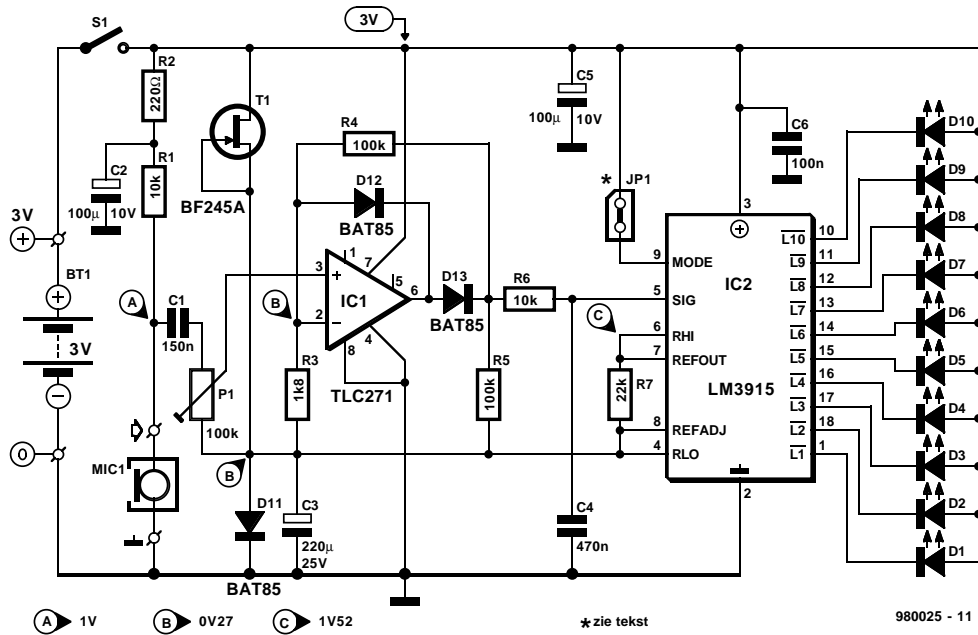 S1
3V
R2
220Ω
T1
C5
100µ 10V
R4
100k
C6
100n
D10
C2
100µ 10V
R1
10k
BF245A
D12
BAT85
* JP1
D9
3
D8
3V
+
BT1
+
3V
−
0
A
C1
150n
3
+
1
7
5
6
IC1
B
2
−
8
4
TLC271
D13
BAT85
R6
10k
9 MODE
5 SIG
C
6 RHI
7 REFOUT
8 REFADJ
4 RLO
+
IC2
LM3915
2
L10 10
L9 11
L8 12
L7 13
L6 14
L5 15
L4 16
L3 17
L2 18
L1 1
D7
D6
D5
D4
D3
D2
D1
P1
100k
R3
1k8
R5
100k
R7
22k
MIC1
B
D11
BAT85
C3
220µ
25V
C4
470n
A 1V
B 0V27
C 1V52
* zie tekst
980025 - 11